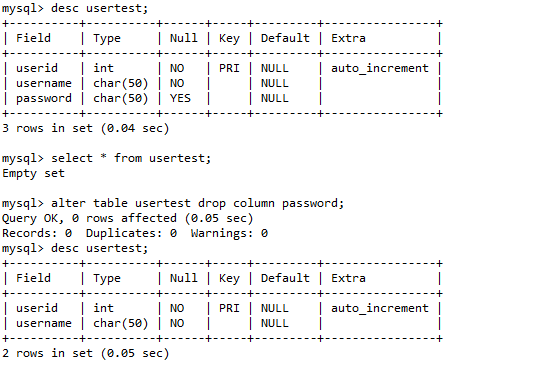 mysql> desc usertest;
+----------+----------+------+-----+---------+----------------+
| Field    | Type     | Null | Key | Default | Extra          |
+----------+----------+------+-----+---------+----------------+
| userid   | int      | NO   | PRI | NULL    | auto_increment |
| username | char(50) | NO   |     | NULL    |                |
| password | char(50) | YES  |     | NULL    |                |
+----------+----------+------+-----+---------+----------------+
3 rows in set (0.04 sec)
mysql> select * from usertest;
Empty set
mysql> alter table usertest drop column password;
Query OK, 0 rows affected (0.05 sec)
Records: 0  Duplicates: 0  Warnings: 0
mysql> desc usertest;
+----------+----------+------+-----+---------+----------------+
| Field    | Type     | Null | Key | Default | Extra          |
+----------+----------+------+-----+---------+----------------+
| userid   | int      | NO   | PRI | NULL    | auto_increment |
| username | char(50) | NO   |     | NULL    |                |
+----------+----------+------+-----+---------+----------------+
2 rows in set (0.05 sec)